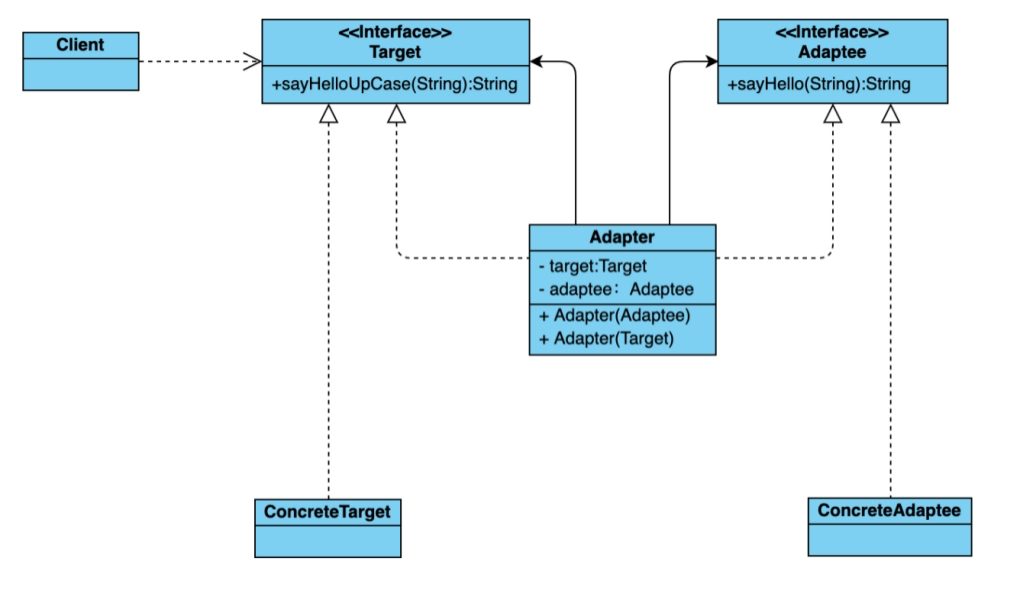 Client
<<Interface>>
Target
+sayHelloUpCase(String):String
<<Interface>>
Adaptee
+sayHello(String):String
Adapter
- target:Target
- adaptee： Adaptee
+ Adapter(Adaptee)
+ Adapter(Target)
ConcreteTarget
ConcreteAdaptee